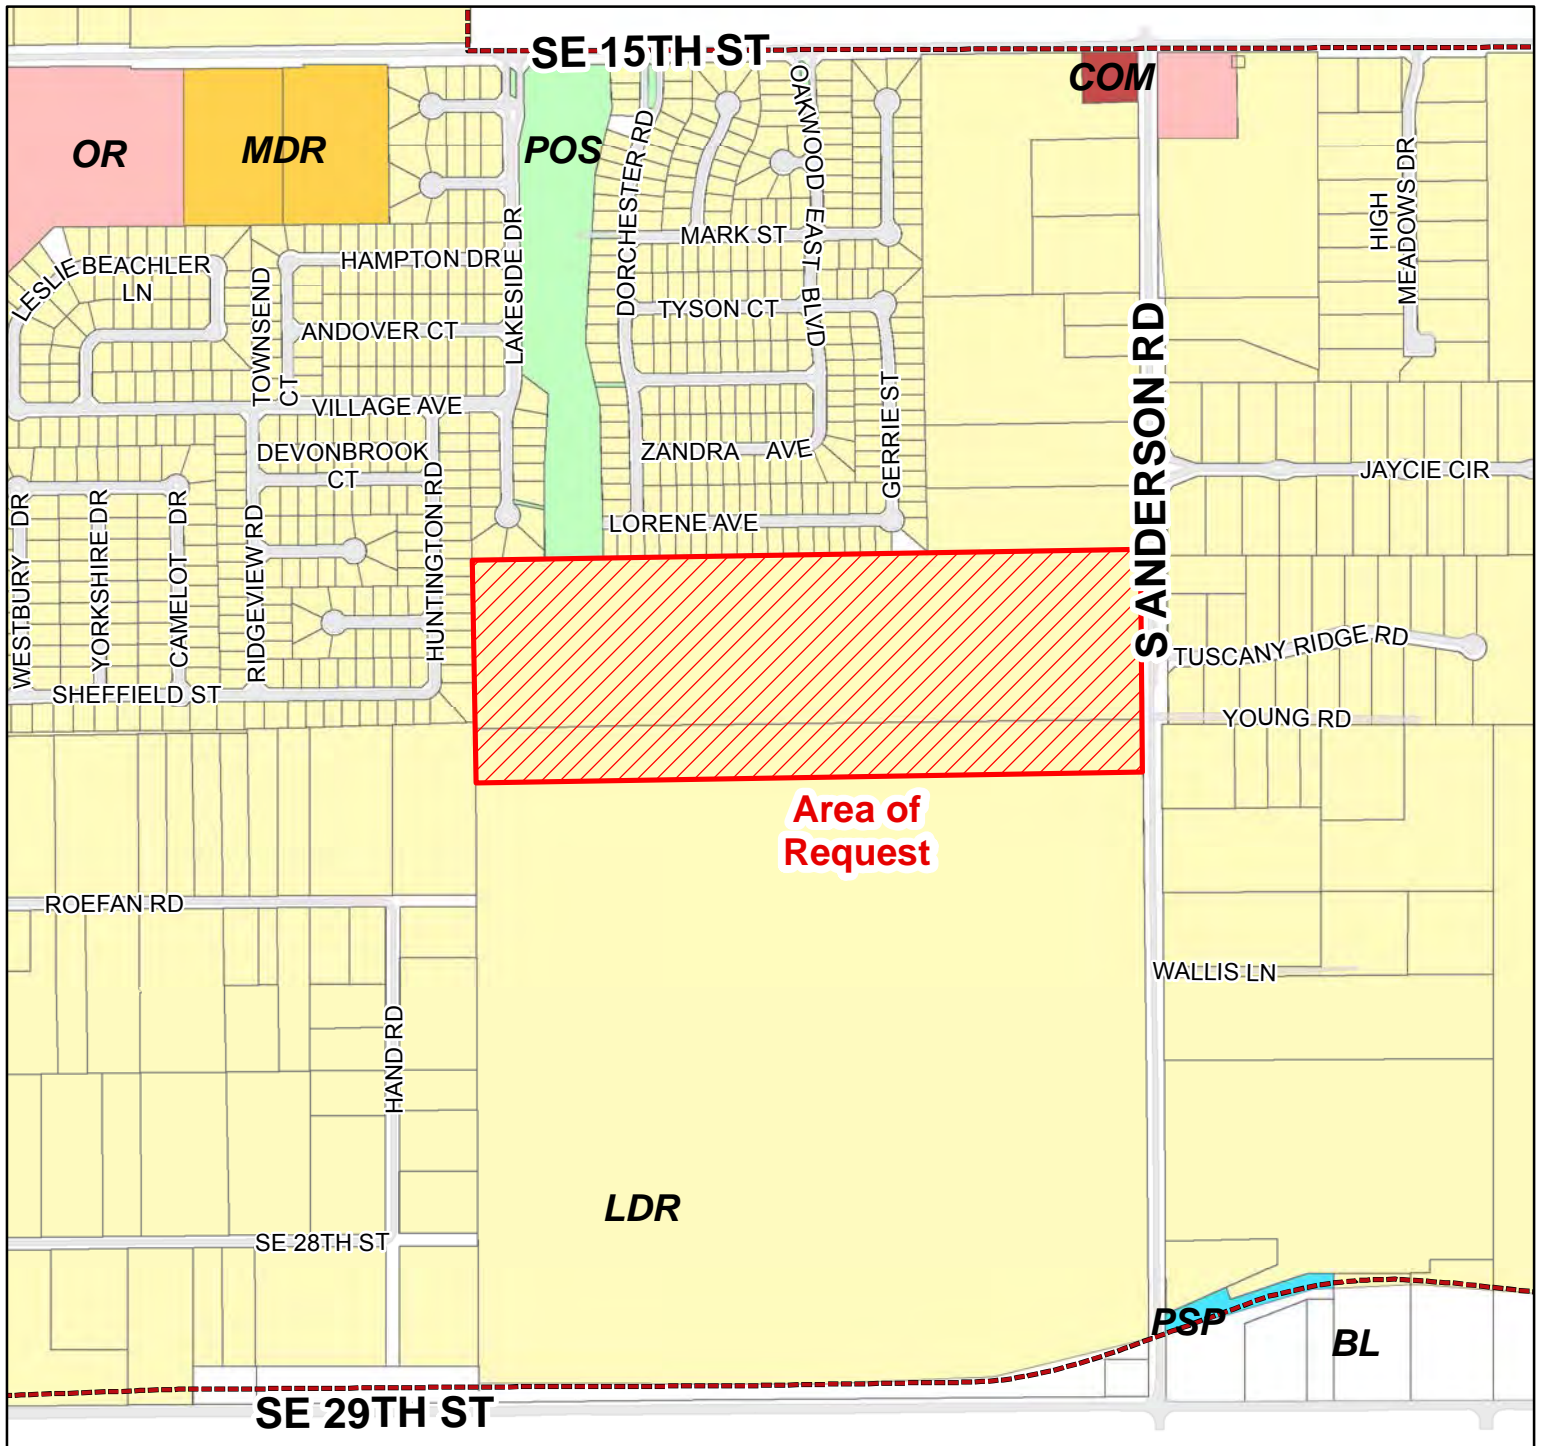 SE 15TH ST
COM
OR
MDR
POS
DORCHESTER RD
OAKWOOD EAST BLVD
HIGH
MEADOWS DR
LAKESIDE DR
MARK ST
LESLIE
BEACHLER
LN
HAMPTON DR
TOWNSEND
CT
TYSON CT
ANDOVER CT
S ANDERSON RD
GERRIE ST
VILLAGE AVE
DEVONBROOK
CT
ZANDRA AVE
JAYCIE CIR
HUNTINGTON RD
LORENE AVE
WESTBURY DR
YORKSHIRE DR
CAMELOT DR
RIDGEVIEW RD
TUSCANY RIDGE RD
SHEFFIELD ST
YOUNG RD
Area of
Request
ROEFAN RD
WALLIS LN
HAND RD
LDR
SE 28TH ST
PSP
BL
SE 29TH ST